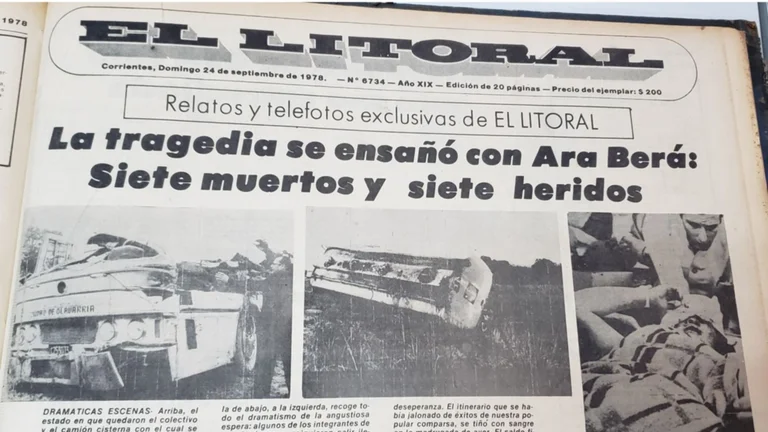 1978
EL LITORAL
Corrientes, Domingo 24 de septiembre de 1978. — Nº 6734 — Año XIX — Edición de 20 páginas — Precio del ejemplar: $ 200
Relatos y telefotos exclusivas de EL LITORAL
La tragedia se ensañó con Ara Berá:
Siete muertos y siete heridos
DE OLAVARRIA
DRAMATICAS ESCENAS- Arriba, el
estado en que quedaron el colectivo
y el camión cisterna con el cual se
la de abajo, a la izquierda, recoge to-
do el dramatismo de la angustiosa
espera: algunos de los integrantes de
deseperanza. El itinerario que se ha-
bía jalonado de éxitos de nuestra po-
pular comparsa, se tiñó con sangre